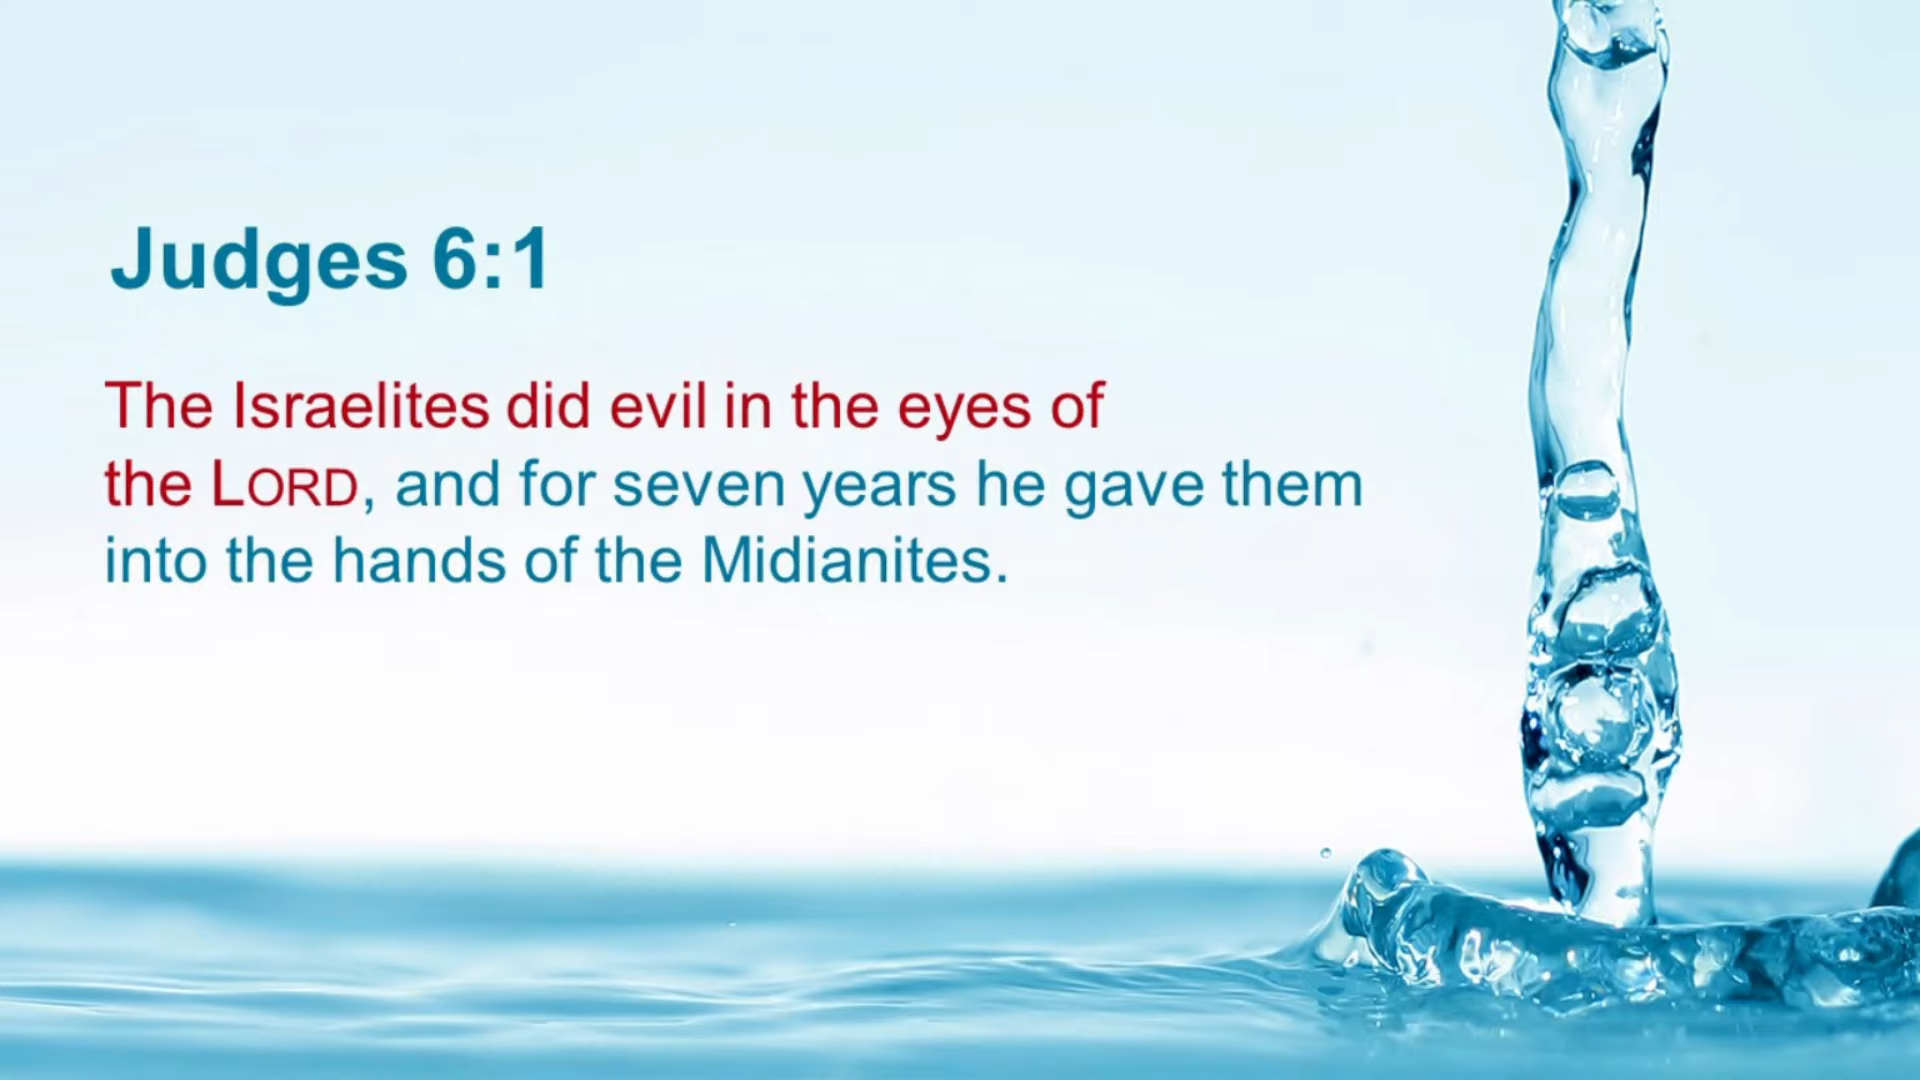 Judges 6:1
The Israelites did evil in the eyes of
the LORD, and for seven years he gave them
into the hands of the Midianites.